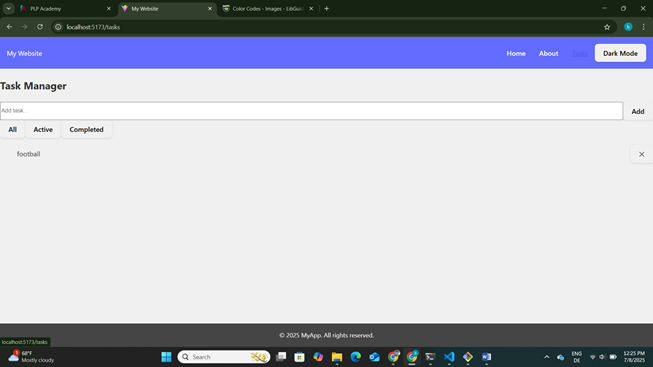 PLP Academy
My Website
Color Codes - Images - LibGuid
localhost:5173/tasks
My Website
Home
About
Tasks
Dark Mode
Task Manager
Add task...
Add
All
Active
Completed
football
© 2025 MyApp. All rights reserved.
localhost:5173/tasks
68°F
Mostly cloudy
Search
ENG
DE
12:25 PM
7/8/2025